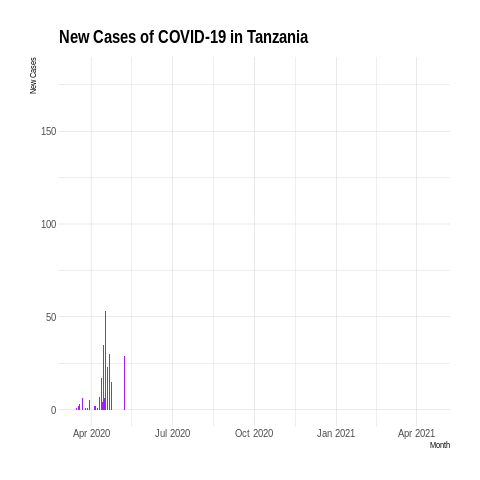 New Cases of COVID-19 in Tanzania
New Cases
150
100
50
0
Apr 2020 Jul 2020 Oct 2020 Jan 2021 Apr 2021
Month